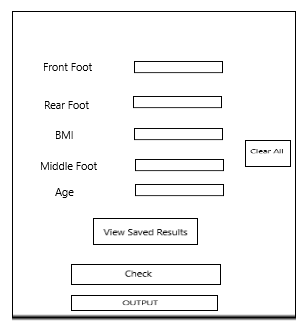 Front Foot
Rear Foot
BMI
Clear All
Middle Foot
Age
View Saved Results
Check
OUTPUT